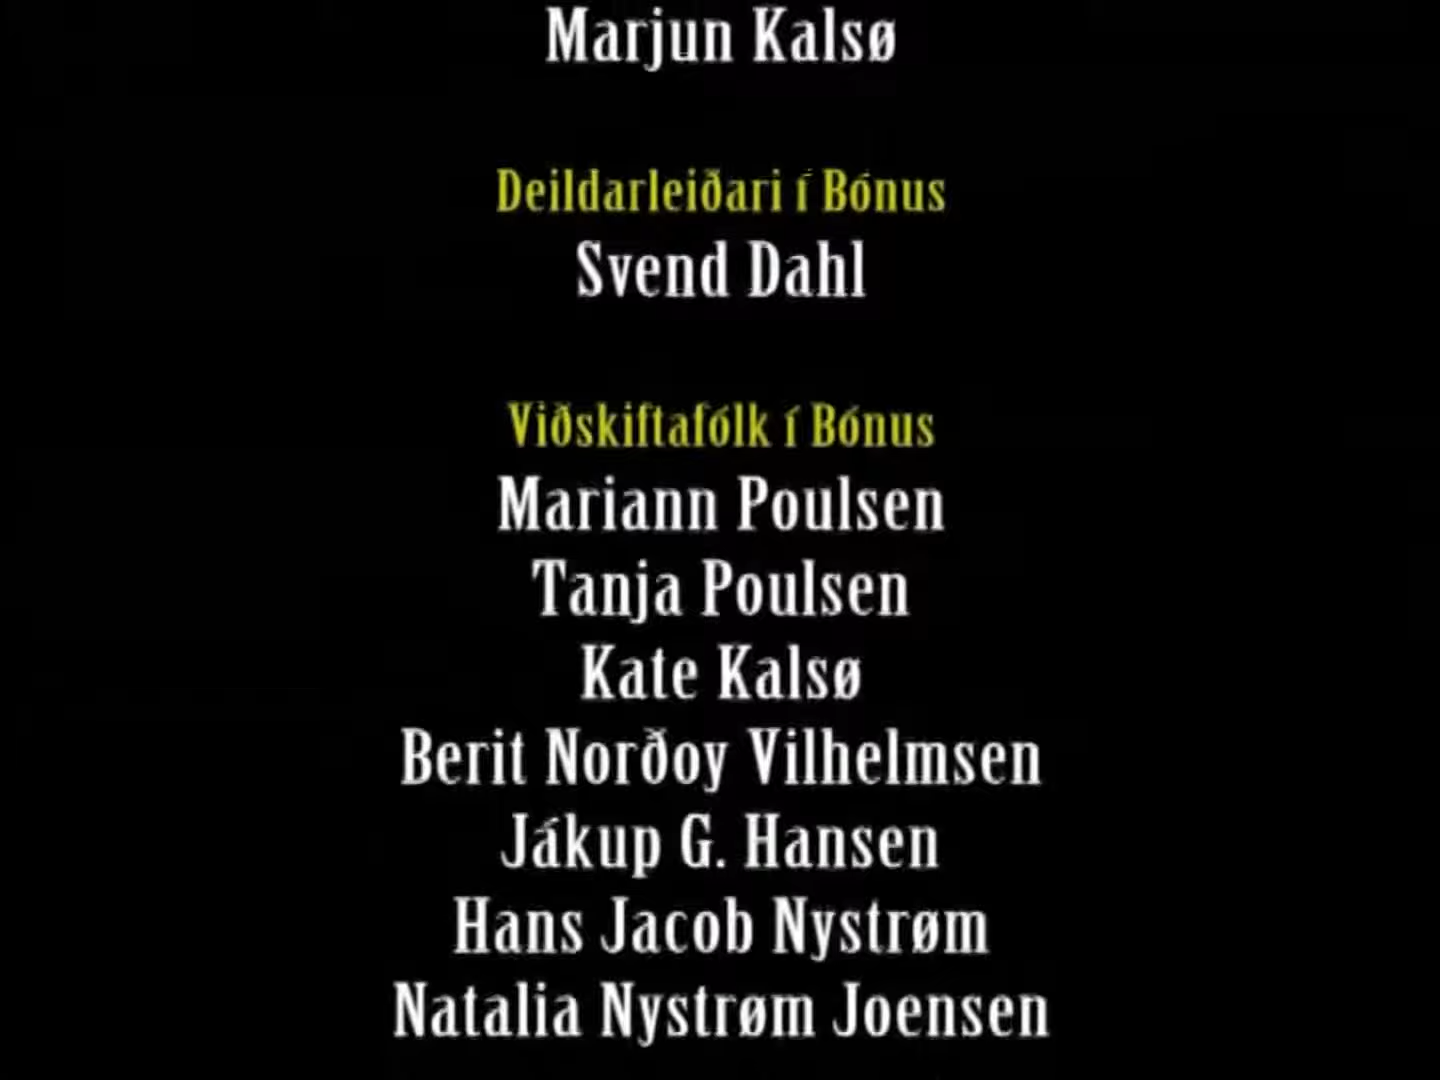 Marjun Kalsø
Deildarleiðari í Bónus
Svend Dahl
Viðskiftafólk í Bónus
Mariann Poulsen
Tanja Poulsen
Kate Kalsø
Berit Norðoy Vilhelmsen
Jákup G. Hansen
Hans Jacob Nystrøm
Natalia Nystrøm Joensen